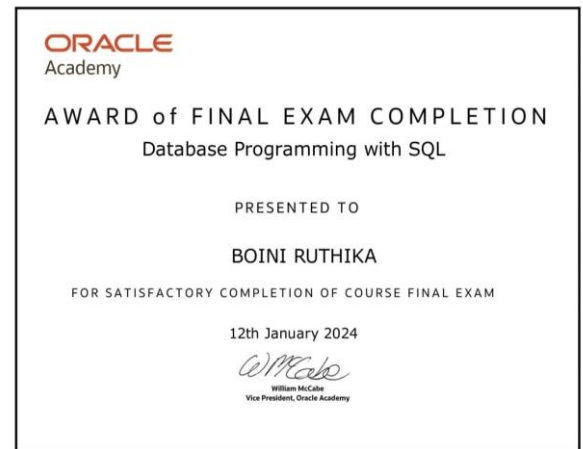 ORACLE
Academy
AWARD of FINAL EXAM COMPLETION
Database Programming with SQL
PRESENTED TO
BOINI RUTHIKA
FOR SATISFACTORY COMPLETION OF COURSE FINAL EXAM
12th January 2024
WMcCabe
William McCabe
Vice President, Oracle Academy